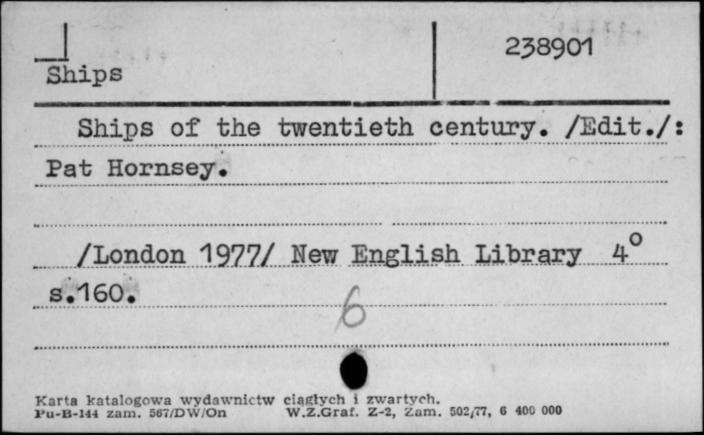 238901
Ships
Ships of the twentieth century. /Edit./:
Pat Hornsey.
/London 1977/ New English Library 4°
s.160.
6
Karta katalogowa wydawnictw ciągłych i zwartych.
Pu-B-144 zam. 567/DW/On W.Z.Graf. Z-2, Zam. 502/77, 6 400 000